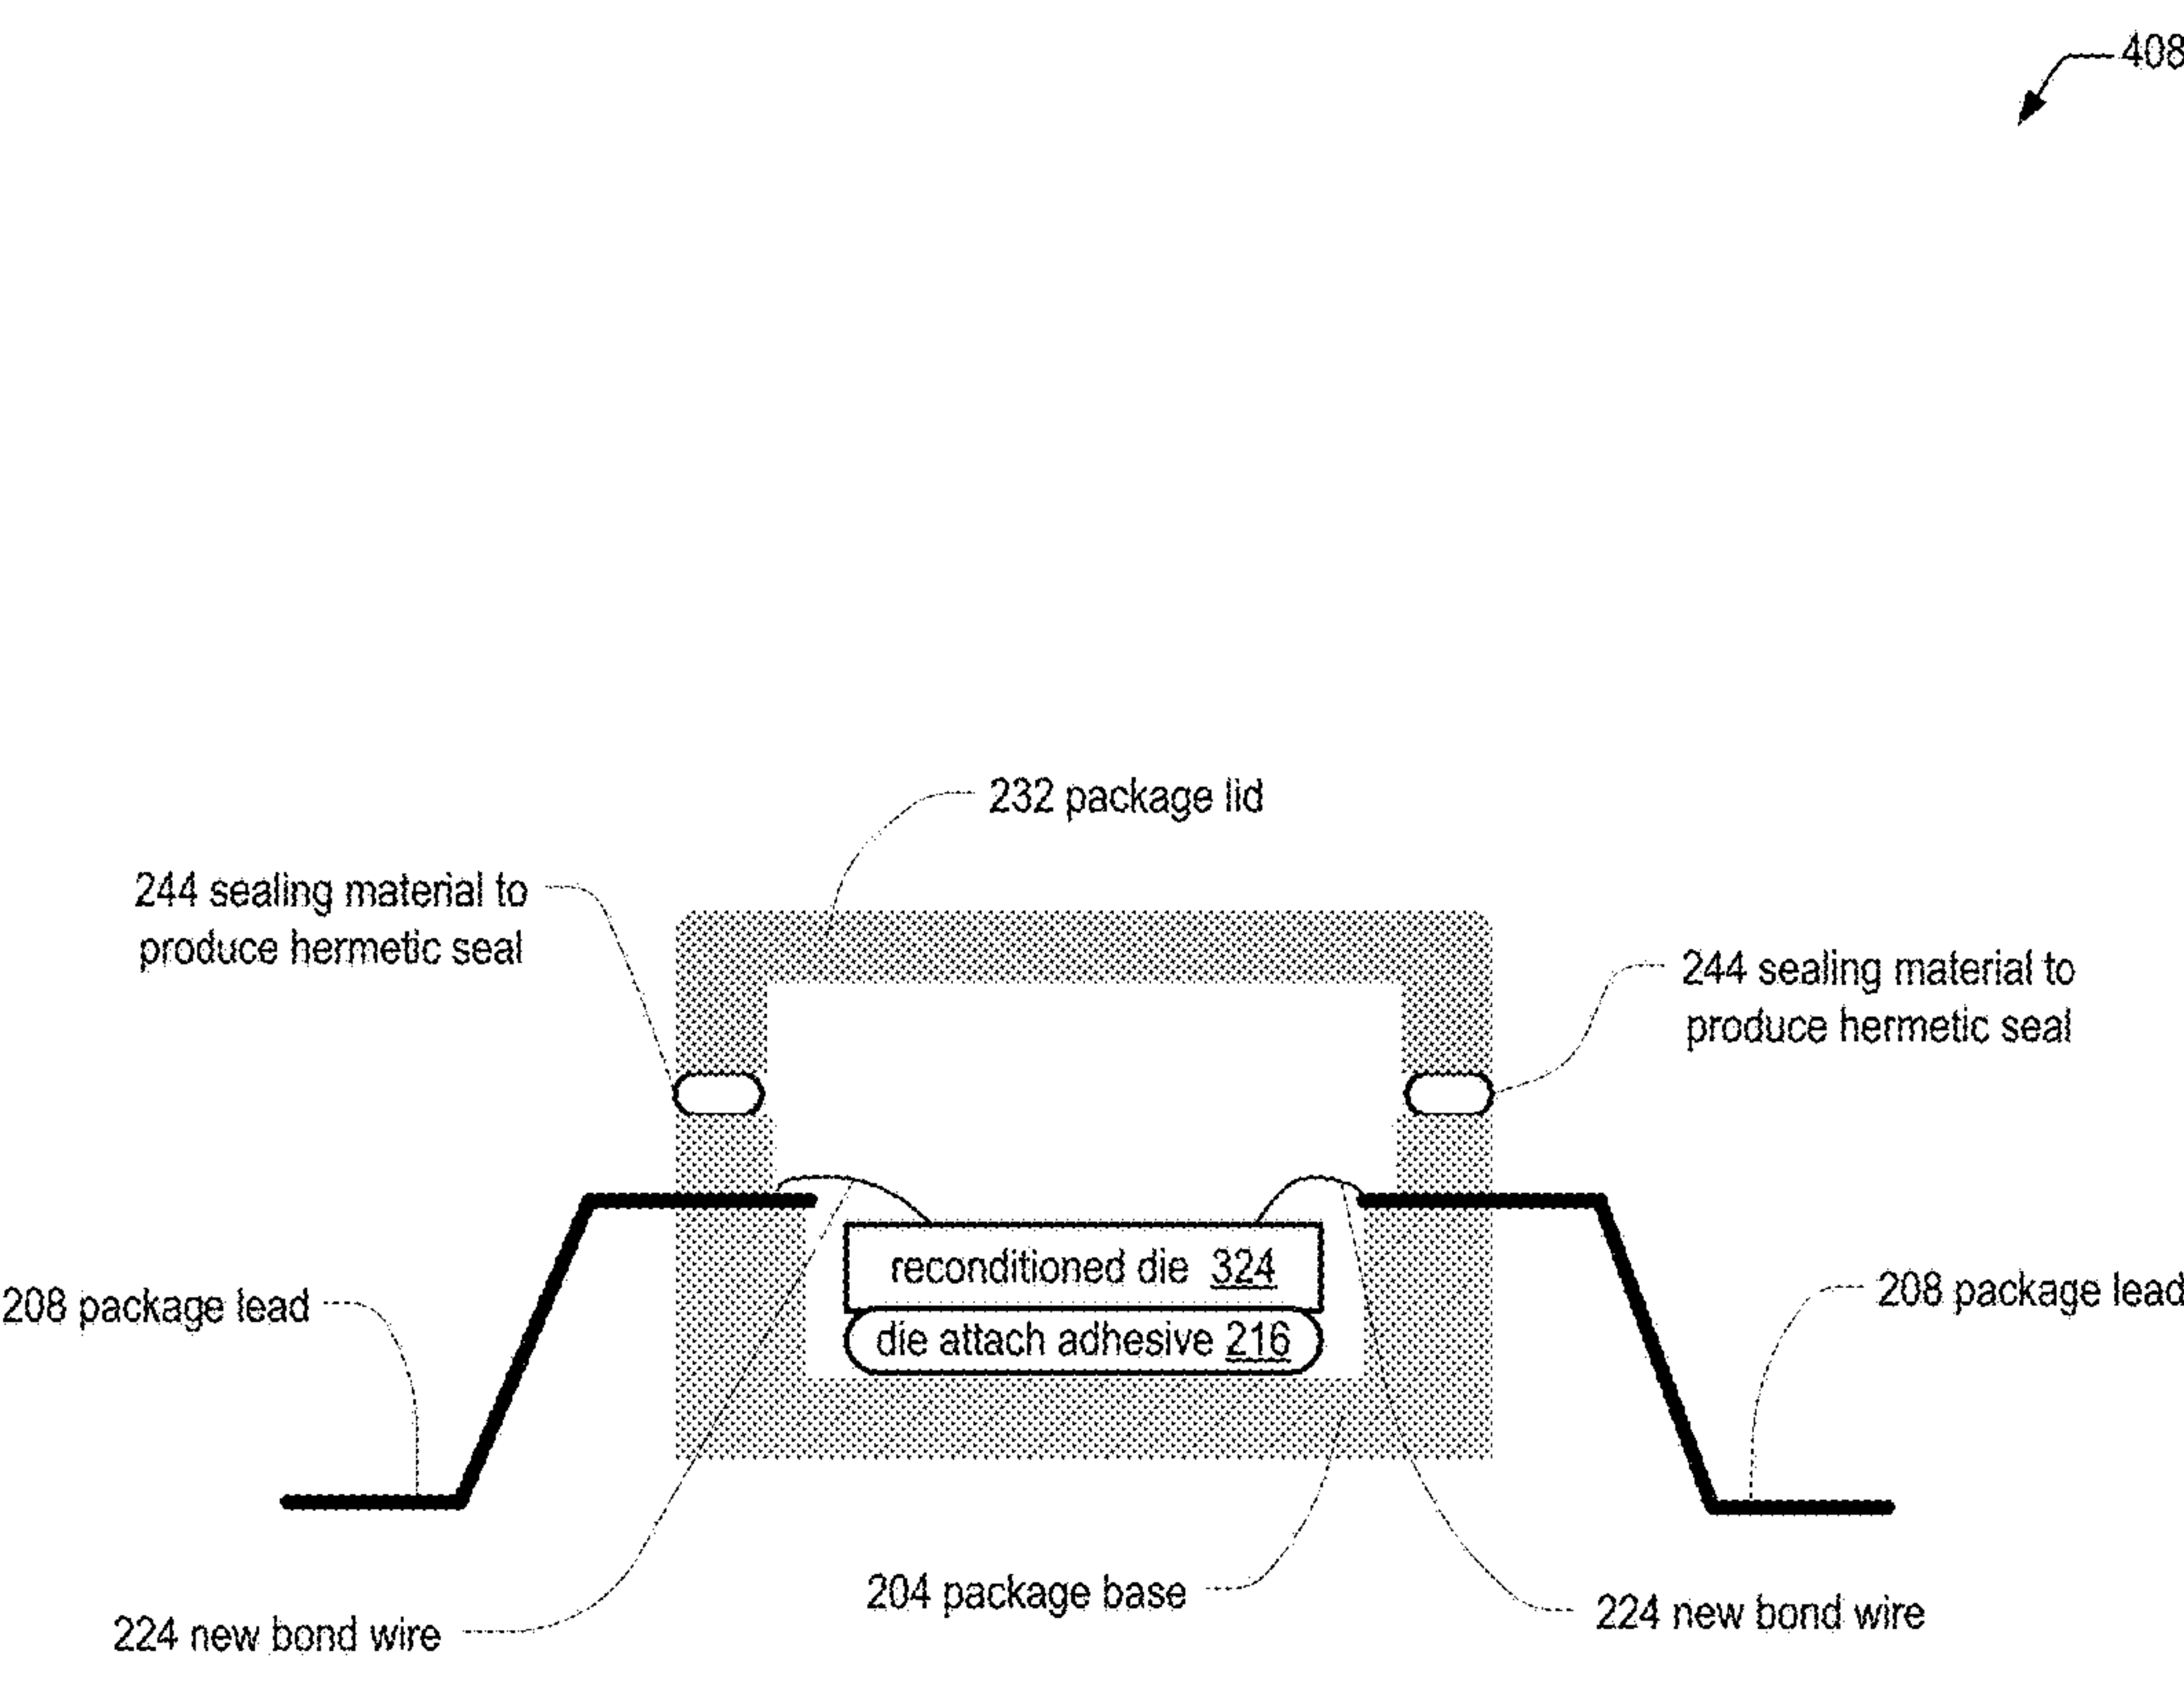 408
232 package lid
244 sealing material to
produce hermetic seal
244 sealing material to
produce hermetic seal
reconditioned die 324
208 package lead
208 package lead
die attach adhesive 216
204 package base
224 new bond wire
224 new bond wire